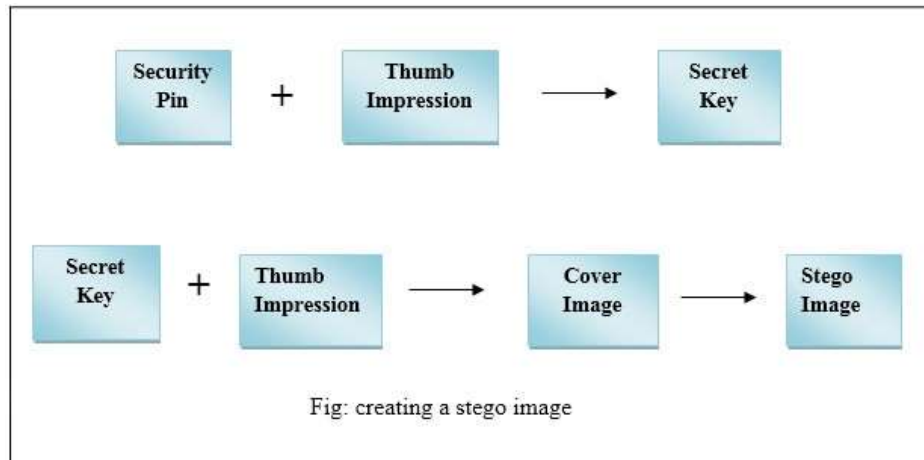 Security
Pin
+
Thumb
Impression
Secret
Key
Secret
Key
+
Thumb
Impression
Cover
Image
Stego
Image
Fig: creating a stego image